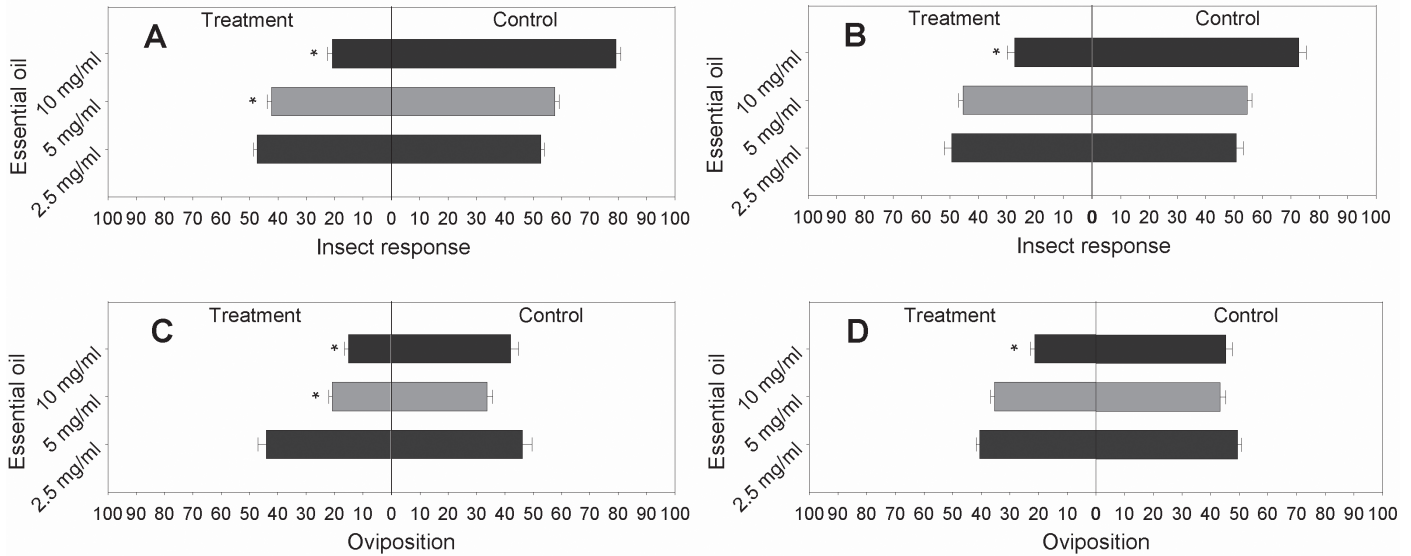 Treatment Control
A
*
*
Essential oil
10 mg/ml
5 mg/ml
2.5 mg/ml
100 90 80 70 60 50 40 30 20 10 0 10 20 30 40 50 60 70 80 90 100
Insect response
Treatment Control
B
*
Essential oil
10 mg/ml
5 mg/ml
2.5 mg/ml
100 90 80 70 60 50 40 30 20 10 0 10 20 30 40 50 60 70 80 90 100
Insect response
Treatment Control
C
*
*
Essential oil
10 mg/ml
5 mg/ml
2.5 mg/ml
100 90 80 70 60 50 40 30 20 10 0 10 20 30 40 50 60 70 80 90 100
Oviposition
Treatment Control
D
*
Essential oil
10 mg/ml
5 mg/ml
2.5 mg/ml
100 90 80 70 60 50 40 30 20 10 0 10 20 30 40 50 60 70 80 90 100
Oviposition